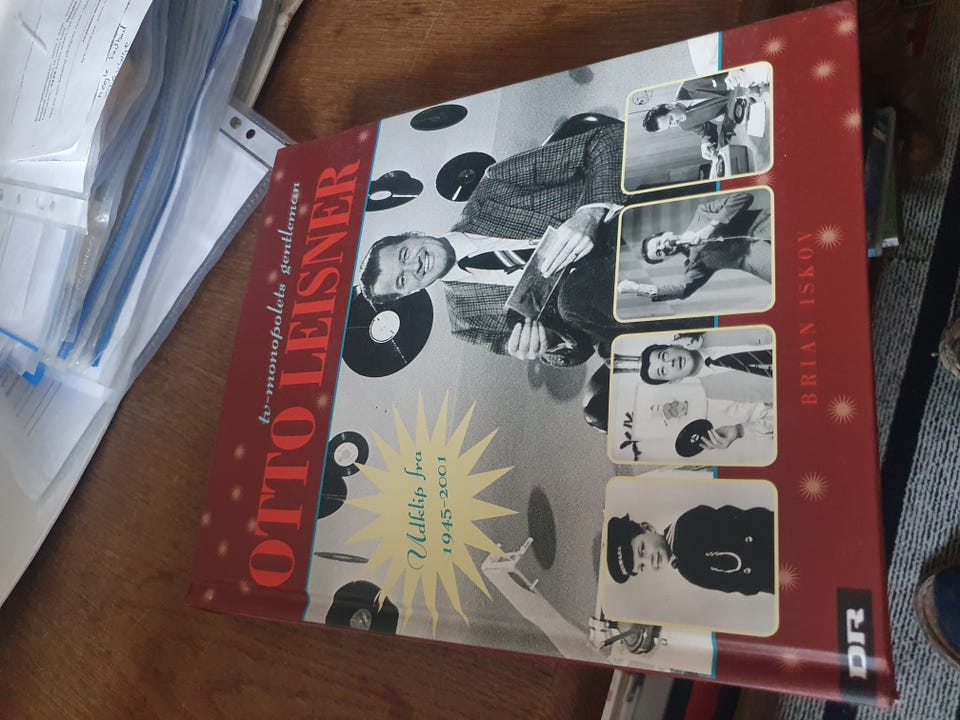 tv-monopolets gentleman
OTTO LEISNER
Udklip fra
1945-2001
BRIAN ISKOV
DR